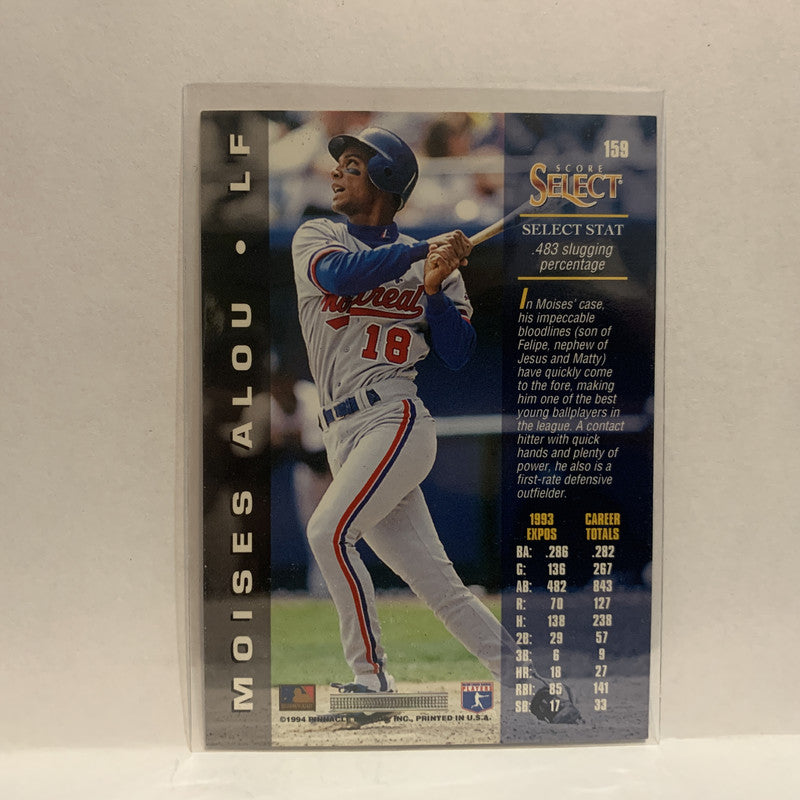 MOISES ALOU • LF
159
SCORE
SELECT
SELECT STAT
.483 slugging
percentage
In Moises' case,
his impeccable
bloodlines (son of
Felipe, nephew of
Jesus and Matty)
have quickly come
to the fore, making
him one of the best
young ballplayers in
the league. A contact
hitter with quick
hands and plenty of
power, he also is a
first-rate defensive
outfielder.
1993 CAREER
EXPOS TOTALS
BA: .286 .282
G: 136 267
AB: 482 843
R: 70 127
H: 138 238
2B: 29 57
3B: 6 9
HR: 18 27
RBI: 85 141
SB: 17 33
Montreal
18
PLAYERS
©1994 PINNACLE INC., PRINTED IN U.S.A.